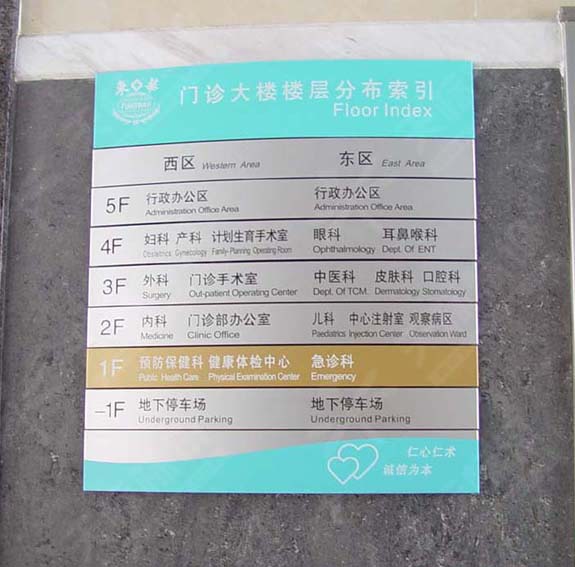 门诊大楼楼层分布索引
Floor Index
西区 Western Area 东区 East Area
5F 行政办公区 行政办公区
Administration Office Area Administration Office Area
4F 妇科 产科 计划生育手术室 眼科 耳鼻喉科
Obstetrics Gynecology Family-Planning Operating Room Ophthalmology Dept. Of ENT
3F 外科 门诊手术室 中医科 皮肤科 口腔科
Surgery Out-patient Operating Center Dept. Of TCM. Dermatology Stomatology
2F 内科 门诊部办公室 儿科 中心注射室 观察病区
Medicine Clinic Office Paediatrics Injection Center Observation Ward
1F 预防保健科 健康体检中心 急诊科
Public Health Care Physical Examination Center Emergency
–1F 地下停车场 地下停车场
Underground Parking Underground Parking
仁心仁术
诚信为本